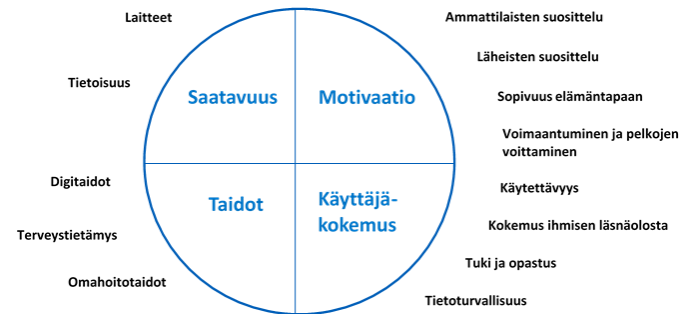 Laitteet
Tietoisuus
Saatavuus
Motivaatio
Ammattilaisten suosittelu
Läheisten suosittelu
Sopivuus elämäntapaan
Voimaantuminen ja pelkojen
voittaminen
Digitaidot
Terveystietämys
Omahoitotaidot
Taidot
Käyttäjä-
kokemus
Käytettävyys
Kokemus ihmisen läsnäolosta
Tuki ja opastus
Tietoturvallisuus